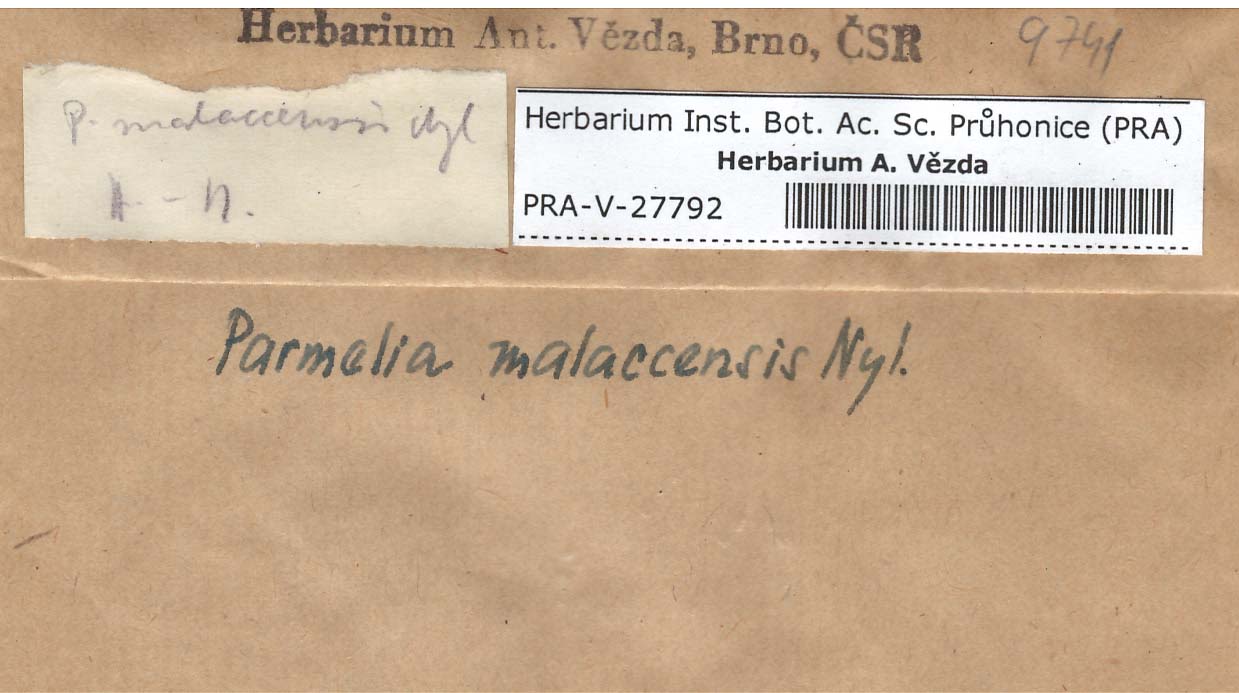 Herbarium Ant. Vězda, Brno, ČSR
9741
P. malaccensis Nyl
H - N.
Herbarium Inst. Bot. Ac. Sc. Průhonice (PRA)
Herbarium A. Vězda
PRA-V-27792
Parmelia malaccensis Nyl.